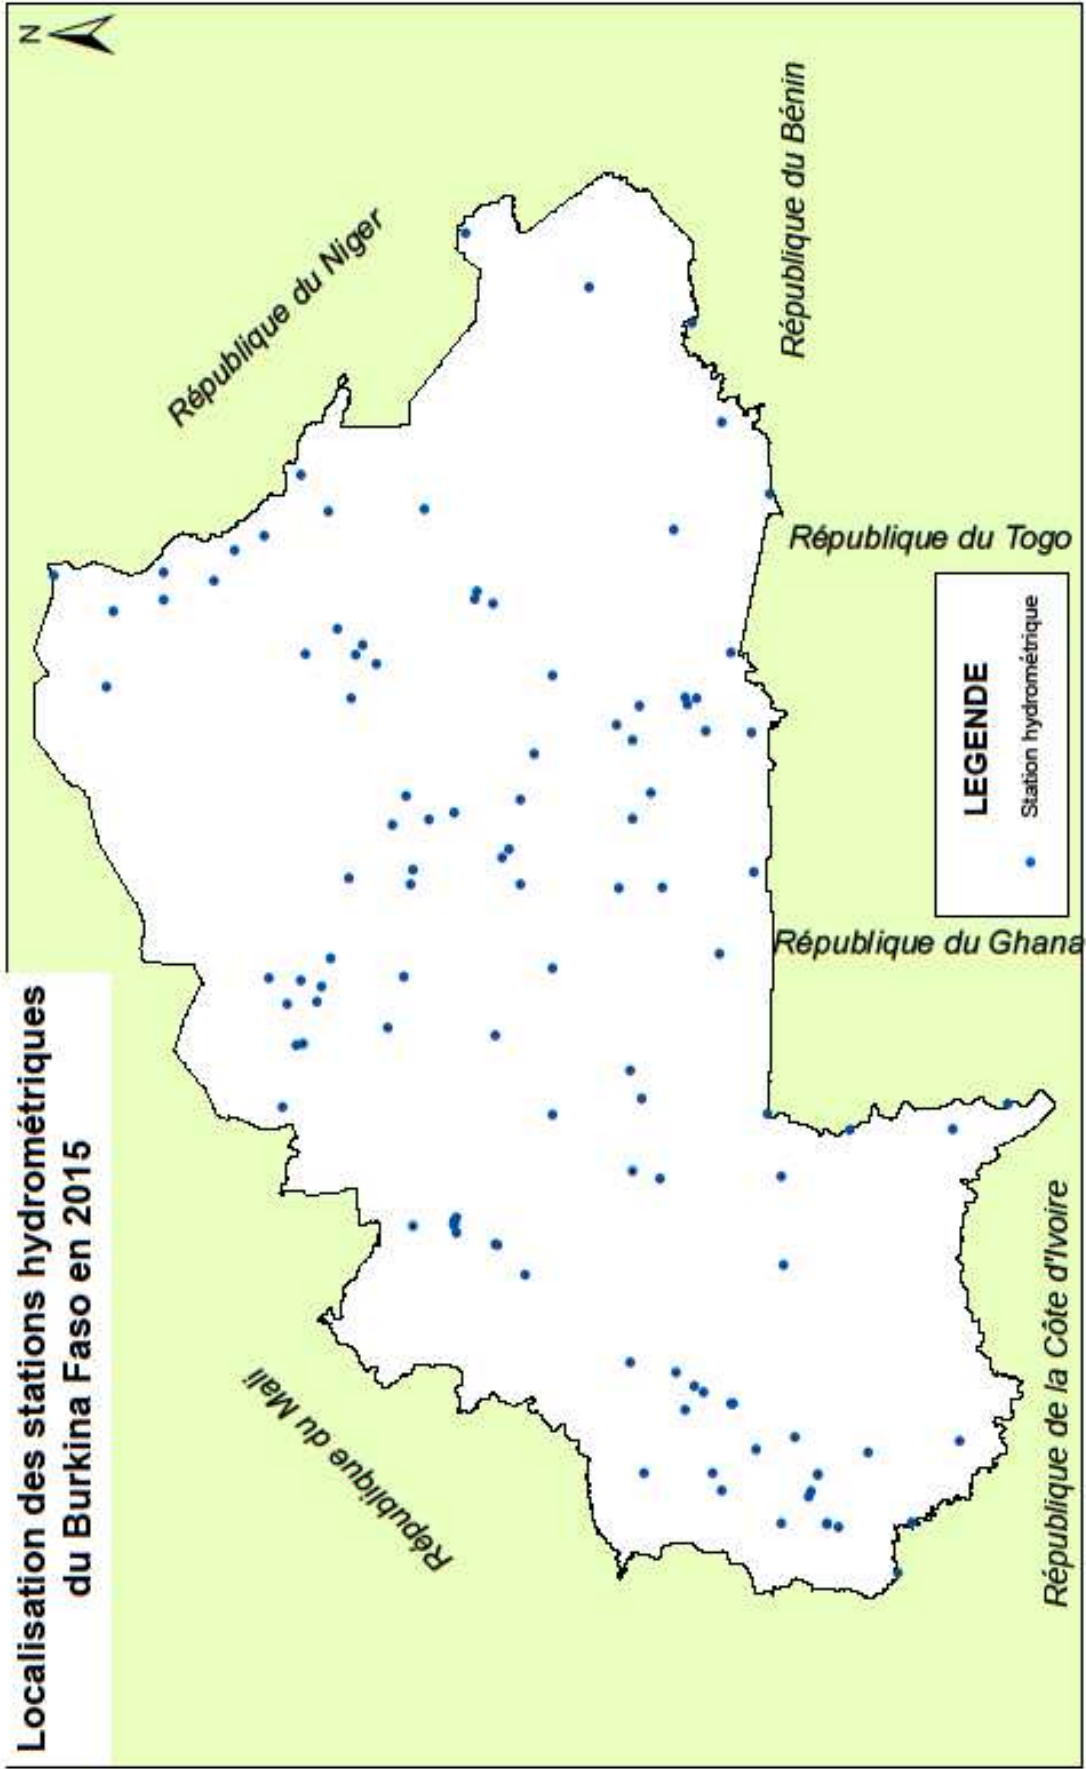 Localisation des stations hydrométriques
du Burkina Faso en 2015
N
République du Niger
République du Mali
République du Bénin
République du Togo
République du Ghana
République de la Côte d'Ivoire
LEGENDE
Station hydrométrique